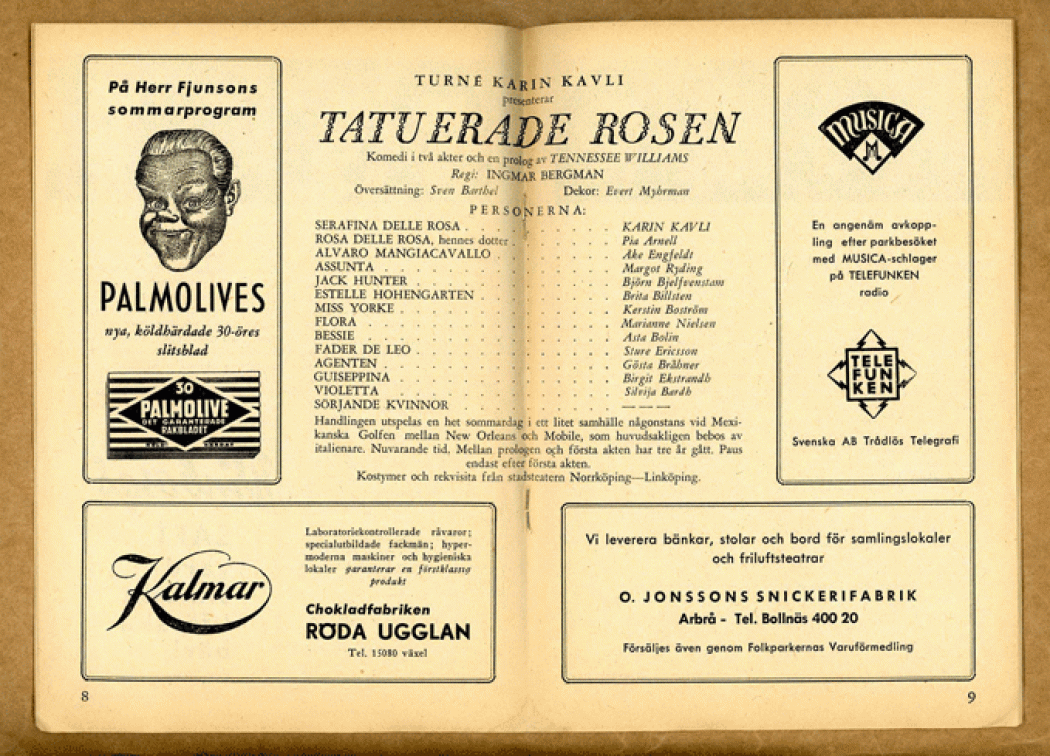 På Herr Fjunsons
sommarprogram
PALMOLIVES
nya, köldhärdade 30-öres
slitsblad
30
PALMOLIVE
DET GARANTERADE
RAKBLADET
TURNÉ KARIN KAVLI
presenterar
TATUERADE ROSEN
Komedi i två akter och en prolog av TENNESSEE WILLIAMS
Regi: INGMAR BERGMAN
Översättning: Sven Barthel Dekor: Evert Myhrman
PERSONERNA:
SERAFINA DELLE ROSA . . . . . . . . . . KARIN KAVLI
ROSA DELLE ROSA, hennes dotter . . . . . . . Pia Arnell
ALVARO MANGIACAVALLO . . . . . . . . Åke Engfeldt
ASSUNTA . . . . . . . . . . . . . . Margot Ryding
JACK HUNTER . . . . . . . . . . . . Björn Bjelfvenstam
ESTELLE HOHENGARTEN . . . . . . . . . Brita Billsten
MISS YORKE . . . . . . . . . . . . . Kerstin Boström
FLORA . . . . . . . . . . . . . . . Marianne Nielsen
BESSIE . . . . . . . . . . . . . . . Asta Bolin
FADER DE LEO . . . . . . . . . . . . Sture Ericsson
AGENTEN . . . . . . . . . . . . . . Gösta Bråhner
GUISEPPINA . . . . . . . . . . . . . Birgit Ekstrandh
VIOLETTA . . . . . . . . . . . . . . Silvija Bardh
SÖRJANDE KVINNOR — — —
Handlingen utspelas en het sommardag i ett litet samhälle någonstans vid Mexi-
kanska Golfen mellan New Orleans och Mobile, som huvudsakligen bebos av
italienare. Nuvarande tid. Mellan prologen och första akten har tre år gått. Paus
endast efter första akten.
Kostymer och rekvisita från stadsteatern Norrköping—Linköping.
MUSICA
M
En angenäm avkopp-
ling efter parkbesöket
med MUSICA-schlager
på TELEFUNKEN
radio
TELE
FUN
KEN
Svenska AB Trådlös Telegrafi
Kalmar
Laboratoriekontrollerade råvaror;
specialutbildade fackmän; hyper-
moderna maskiner och hygieniska
lokaler garanterar en förstklassig
produkt
Chokladfabriken
RÖDA UGGLAN
Tel. 15080 växel
Vi leverera bänkar, stolar och bord för samlingslokaler
och friluftsteatrar
O. JONSSONS SNICKERIFABRIK
Arbrå - Tel. Bollnäs 400 20
Försäljes även genom Folkparkernas Varuförmedling
8
9